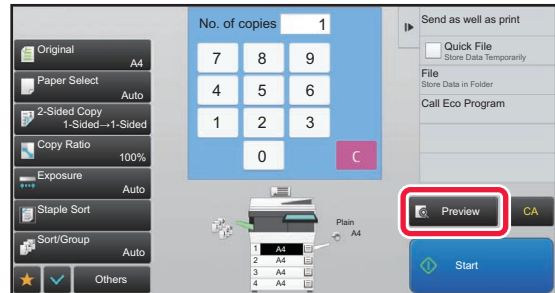 Original
A4
Paper Select
Auto
2-Sided Copy
1-Sided→1-Sided
Copy Ratio
100%
Exposure
Auto
Staple Sort
Sort/Group
Auto
Others
No. of copies 1
7 8 9
4 5 6
1 2 3
0 C
Plain
A4
1 A4
2 A4
3 A4
4 A4
Send as well as print
Quick File
Store Data Temporarily
File
Store Data in Folder
Call Eco Program
Preview
CA
Start